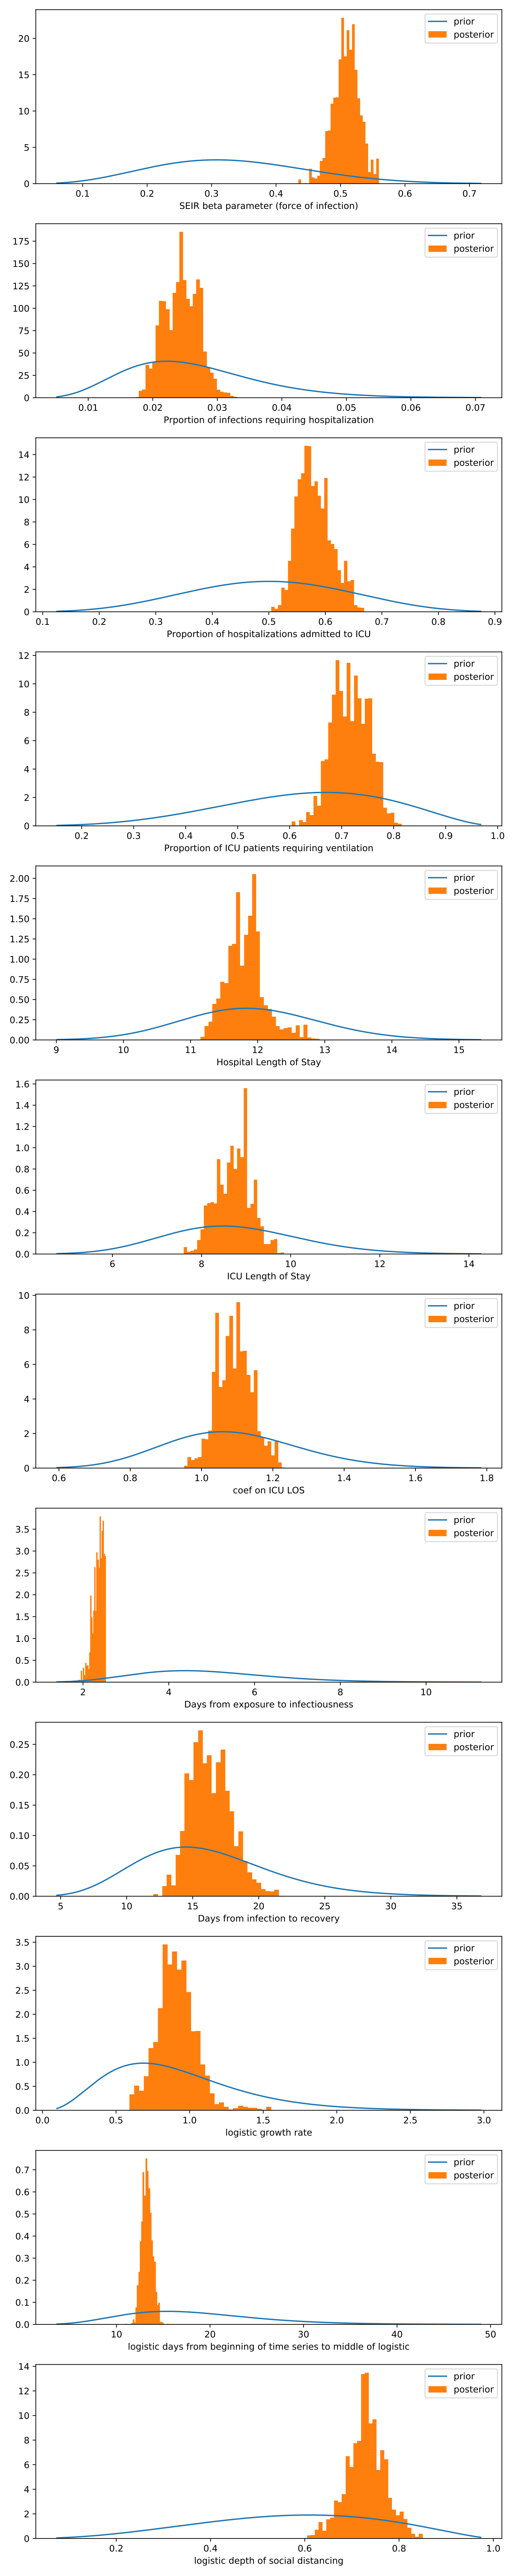 prior
posterior
20
15
10
5
0
0.1 0.2 0.3 0.4 0.5 0.6 0.7
SEIR beta parameter (force of infection)
prior
posterior
175
150
125
100
75
50
25
0
0.01 0.02 0.03 0.04 0.05 0.06 0.07
Prportion of infections requiring hospitalization
prior
posterior
14
12
10
8
6
4
2
0
0.1 0.2 0.3 0.4 0.5 0.6 0.7 0.8 0.9
Proportion of hospitalizations admitted to ICU
prior
posterior
12
10
8
6
4
2
0
0.2 0.3 0.4 0.5 0.6 0.7 0.8 0.9 1.0
Proportion of ICU patients requiring ventilation
prior
posterior
2.00
1.75
1.50
1.25
1.00
0.75
0.50
0.25
0.00
9 10 11 12 13 14 15
Hospital Length of Stay
prior
posterior
1.6
1.4
1.2
1.0
0.8
0.6
0.4
0.2
0.0
6 8 10 12 14
ICU Length of Stay
prior
posterior
10
8
6
4
2
0
0.6 0.8 1.0 1.2 1.4 1.6 1.8
coef on ICU LOS
prior
posterior
3.5
3.0
2.5
2.0
1.5
1.0
0.5
0.0
2 4 6 8 10
Days from exposure to infectiousness
prior
posterior
0.25
0.20
0.15
0.10
0.05
0.00
5 10 15 20 25 30 35
Days from infection to recovery
prior
posterior
3.5
3.0
2.5
2.0
1.5
1.0
0.5
0.0
0.0 0.5 1.0 1.5 2.0 2.5 3.0
logistic growth rate
prior
posterior
0.7
0.6
0.5
0.4
0.3
0.2
0.1
0.0
10 20 30 40 50
logistic days from beginning of time series to middle of logistic
prior
posterior
14
12
10
8
6
4
2
0
0.2 0.4 0.6 0.8 1.0
logistic depth of social distancing